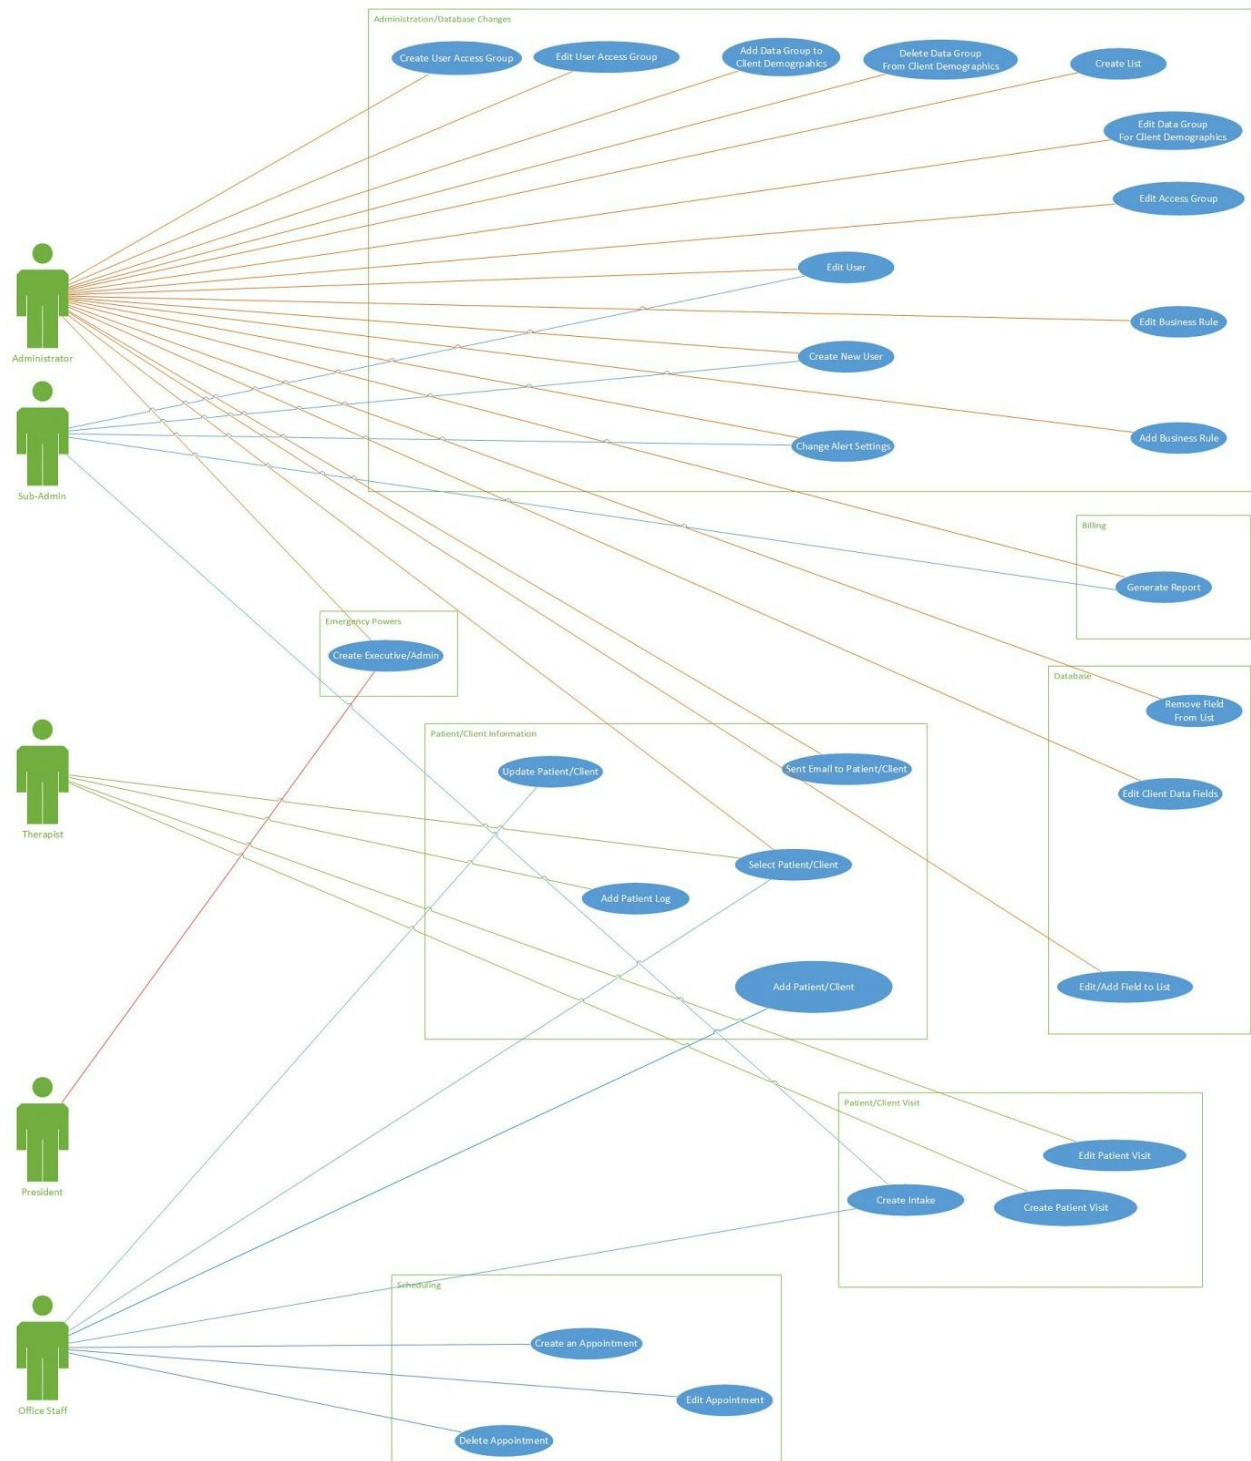 Administration/Database Changes
Create User Access Group
Edit User Access Group
Add Data Group to
Client Demogrpahics
Delete Data Group
From Client Demographics
Create List
Edit Data Group
For Client Demographics
Edit Access Group
Edit User
Edit Business Rule
Administrator
Create New User
Add Business Rule
Change Alert Settings
Sub-Admin
Billing
Generate Report
Emergency Powers
Create Executive/Admin
Database
Remove Field
From List
Patient/Client Information
Update Patient/Client
Sent Email to Patient/Client
Edit Client Data Fields
Therapist
Select Patient/Client
Add Patient Log
Add Patient/Client
Edit/Add Field to List
Patient/Client Visit
Edit Patient Visit
President
Create Intake
Create Patient Visit
Scheduling
Create an Appointment
Edit Appointment
Office Staff
Delete Appointment